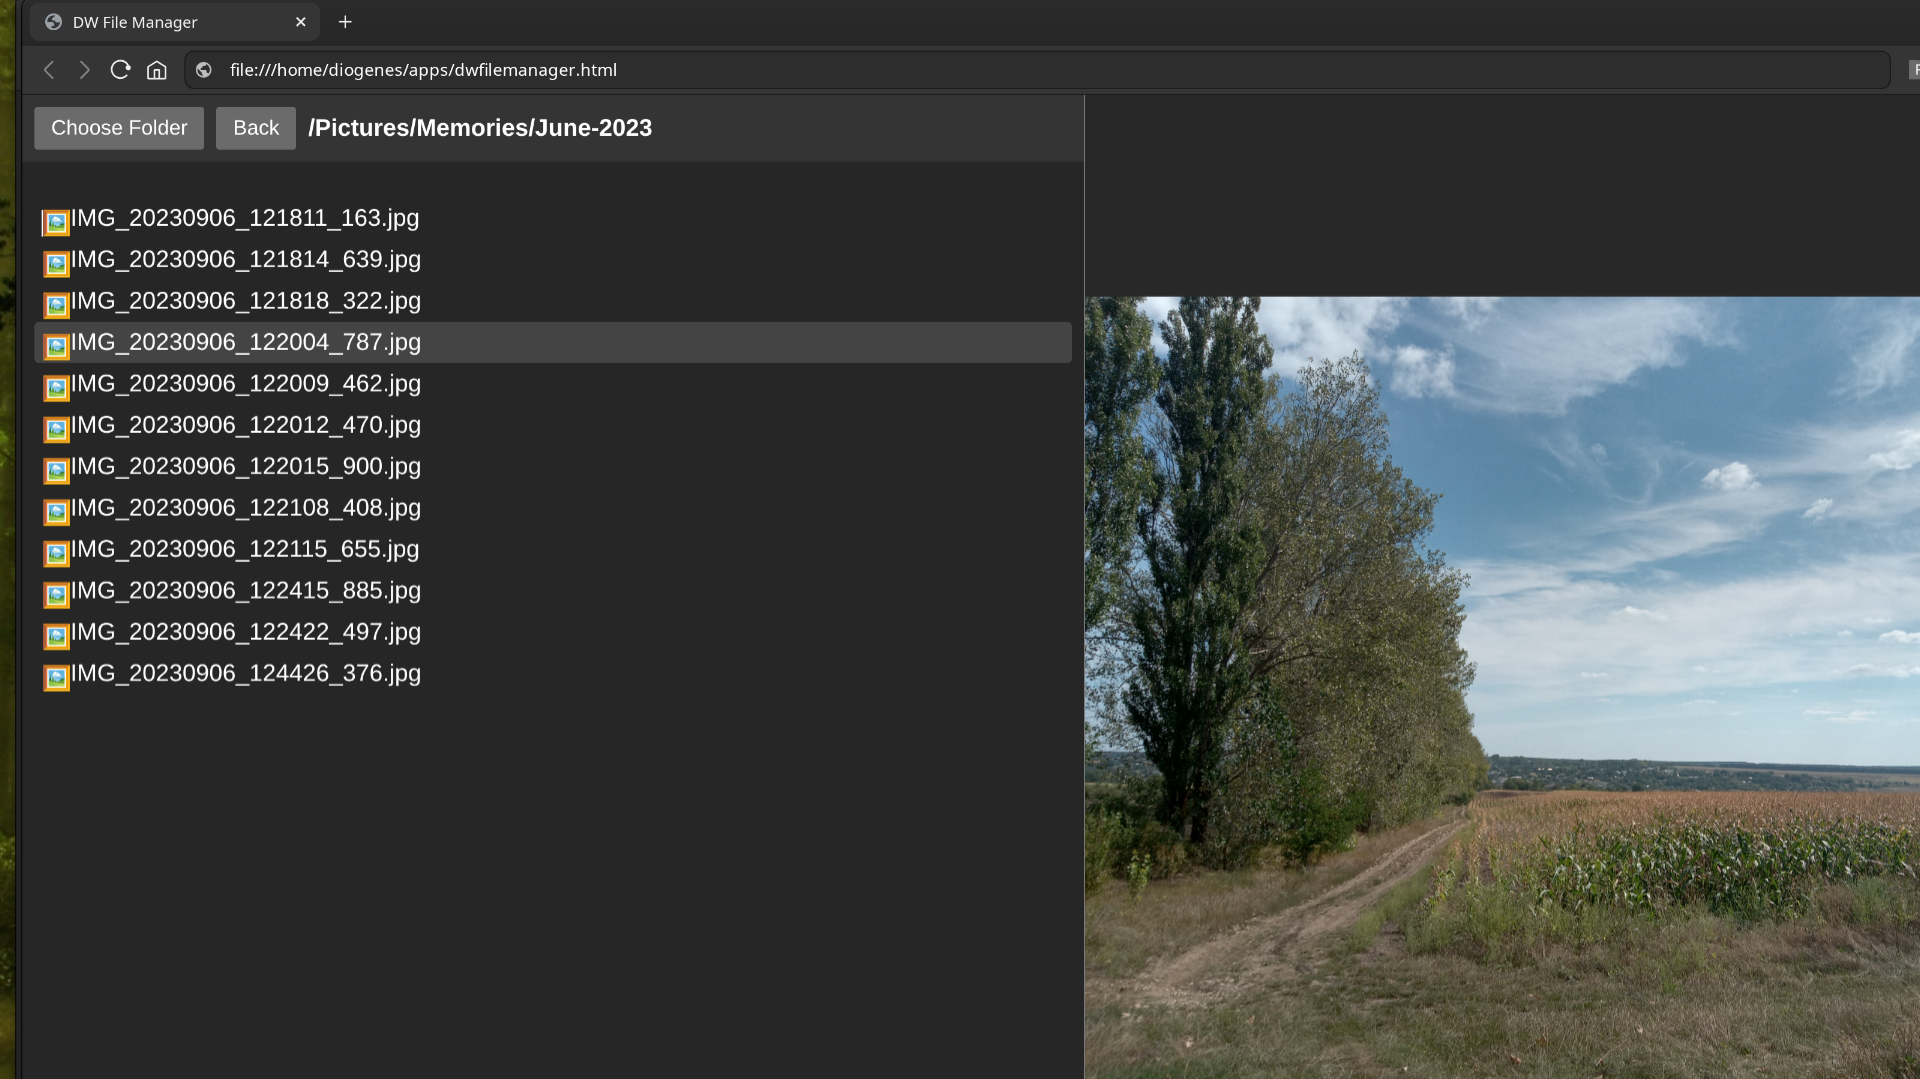 DW File Manager
file:///home/diogenes/apps/dwfilemanager.html
Choose Folder Back /Pictures/Memories/June-2023
IMG_20230906_121811_163.jpg
IMG_20230906_121814_639.jpg
IMG_20230906_121818_322.jpg
IMG_20230906_122004_787.jpg
IMG_20230906_122009_462.jpg
IMG_20230906_122012_470.jpg
IMG_20230906_122015_900.jpg
IMG_20230906_122108_408.jpg
IMG_20230906_122115_655.jpg
IMG_20230906_122415_885.jpg
IMG_20230906_122422_497.jpg
IMG_20230906_124426_376.jpg